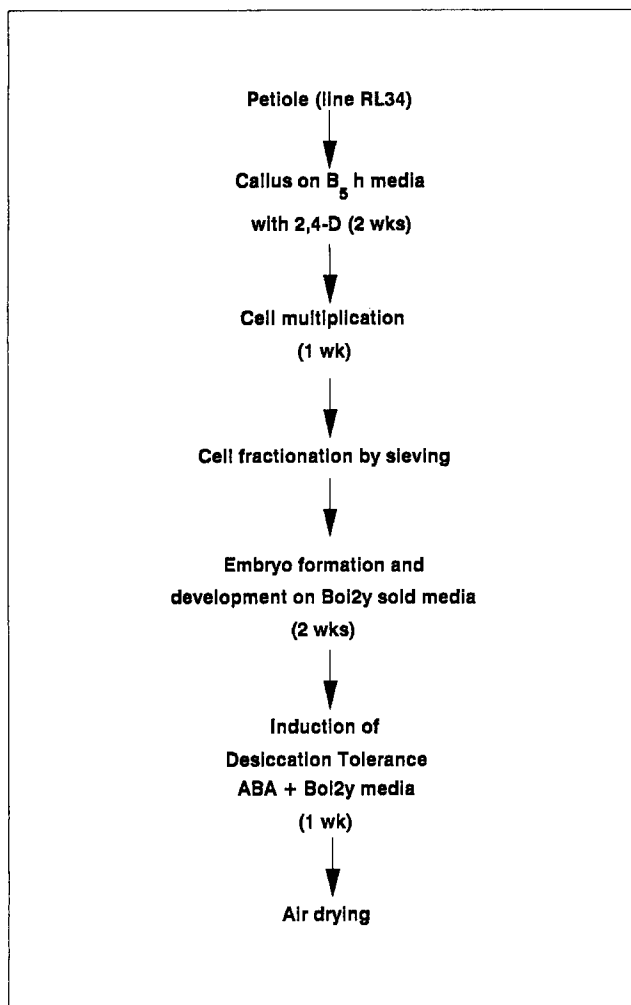 Petiole (line RL34)
Callus on B5 h media
with 2,4-D (2 wks)
Cell multiplication
(1 wk)
Cell fractionation by sieving
Embryo formation and
development on Boi2y sold media
(2 wks)
Induction of
Desiccation Tolerance
ABA + Boi2y media
(1 wk)
Air drying